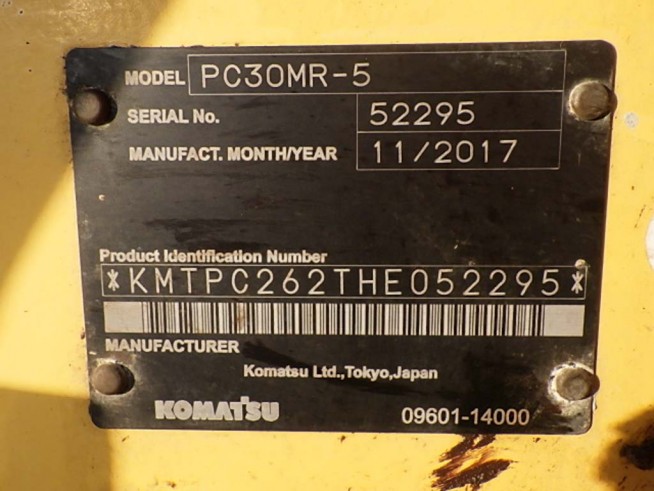 MODEL PC30MR-5
SERIAL No. 52295
MANUFACT. MONTH/YEAR 11/2017
Product Identification Number
*KMTPC262THE052295*
MANUFACTURER
Komatsu Ltd.,Tokyo,Japan
KOMATSU 09601-14000